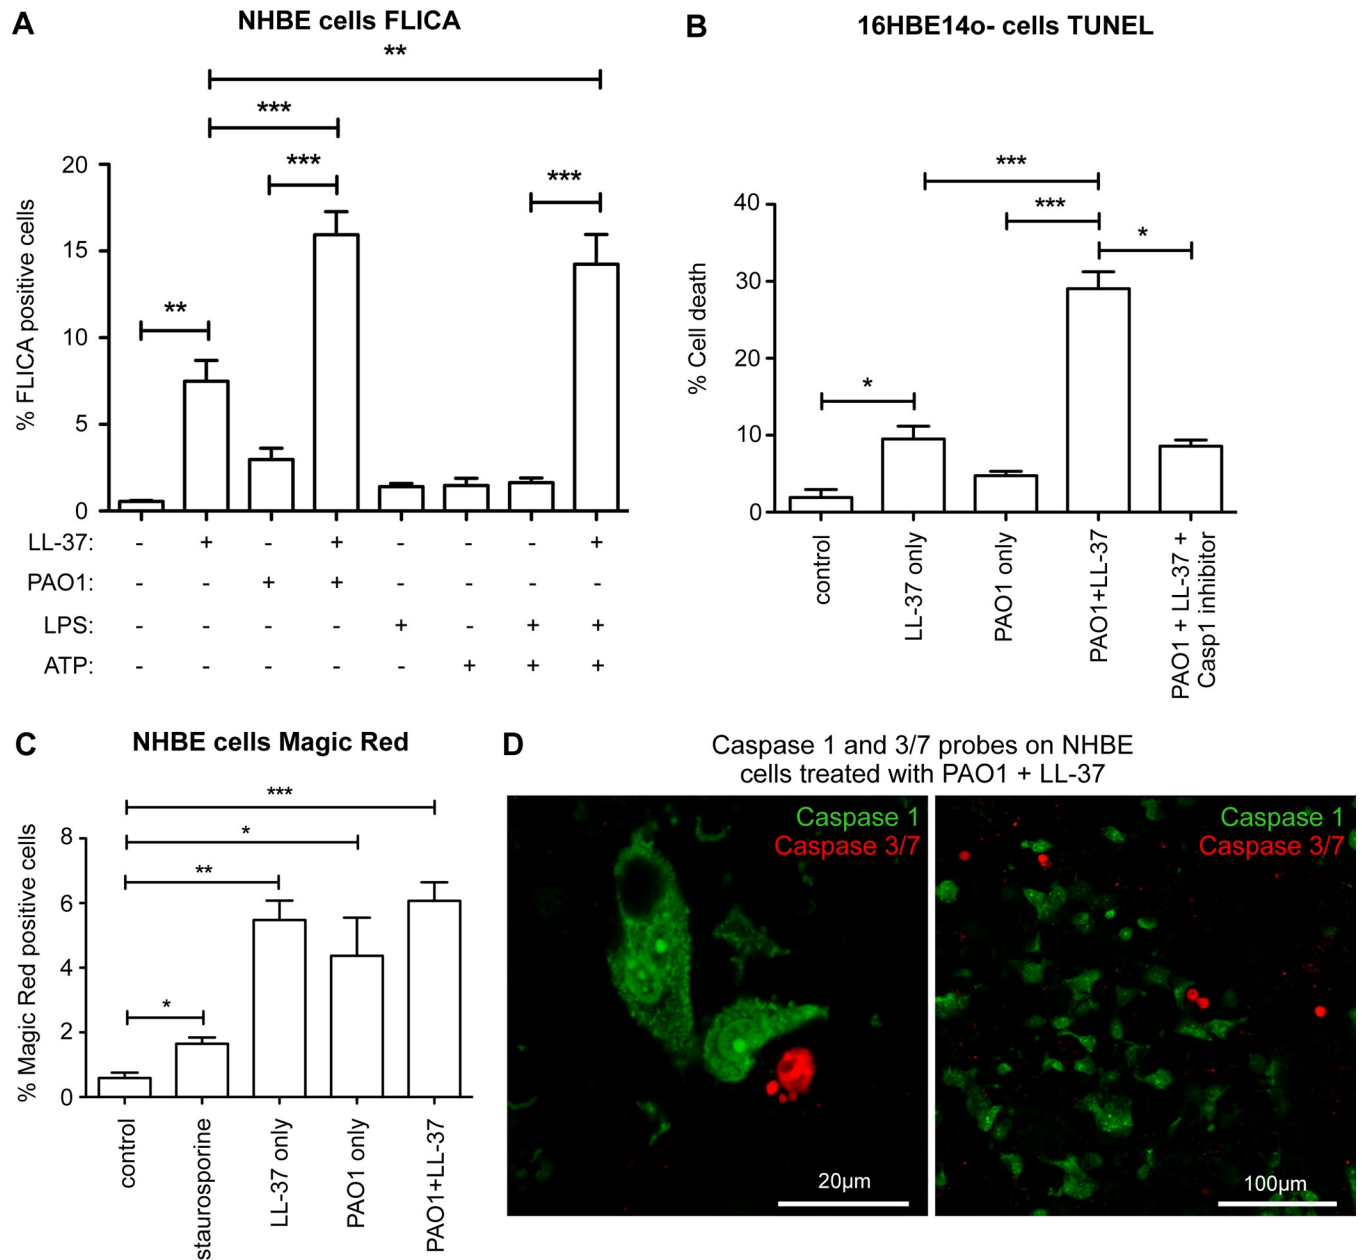 A
NHBE cells FLICA
**
***
***
***
**
% FLICA positive cells
20
15
10
5
0
LL-37: - + - + - - - +
PAO1: - - + + - - - -
LPS: - - - - + - + +
ATP: - - - - - + + +
B
16HBE14o- cells TUNEL
***
***
*
*
% Cell death
40
30
20
10
0
control
LL-37 only
PAO1 only
PAO1+LL-37
PAO1 + LL-37 +
Casp1 inhibitor
C
NHBE cells Magic Red
***
*
**
*
% Magic Red positive cells
8
6
4
2
0
control
staurosporine
LL-37 only
PAO1 only
PAO1+LL-37
D
Caspase 1 and 3/7 probes on NHBE
cells treated with PAO1 + LL-37
Caspase 1
Caspase 3/7
20µm
Caspase 1
Caspase 3/7
100µm